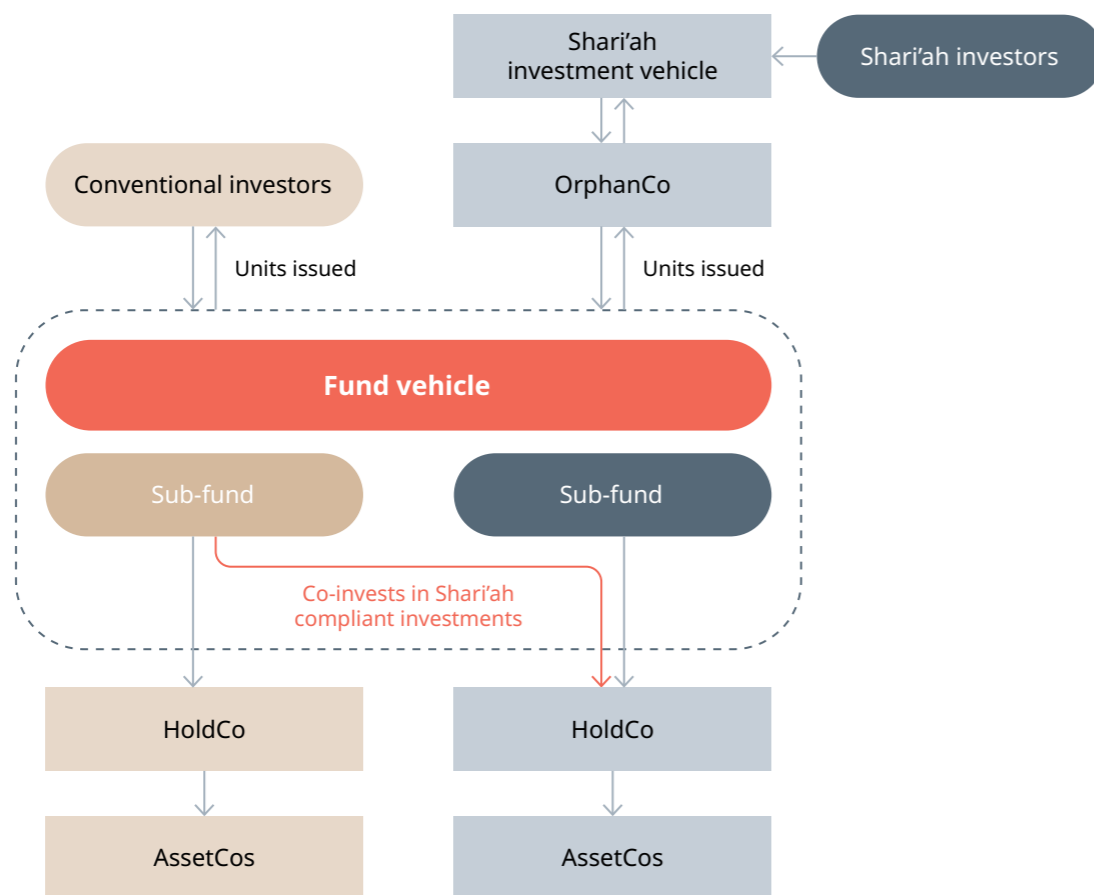 Shari’ah
investment vehicle
Shari’ah investors
Conventional investors
OrphanCo
Units issued
Units issued
Fund vehicle
Sub-fund
Sub-fund
Co-invests in Shari’ah
compliant investments
HoldCo
HoldCo
AssetCos
AssetCos